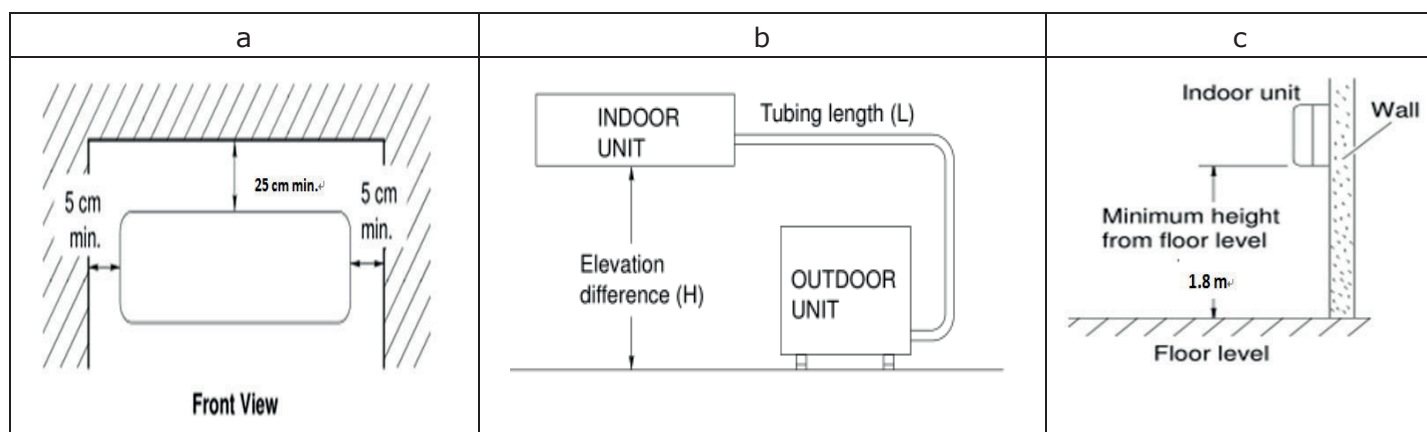 a
b
c
25 cm min.
5 cm
min.
5 cm
min.
Front View
INDOOR
UNIT
Tubing length (L)
Elevation
difference (H)
OUTDOOR
UNIT
Indoor unit
Wall
Minimum height
from floor level
1.8 m
Floor level